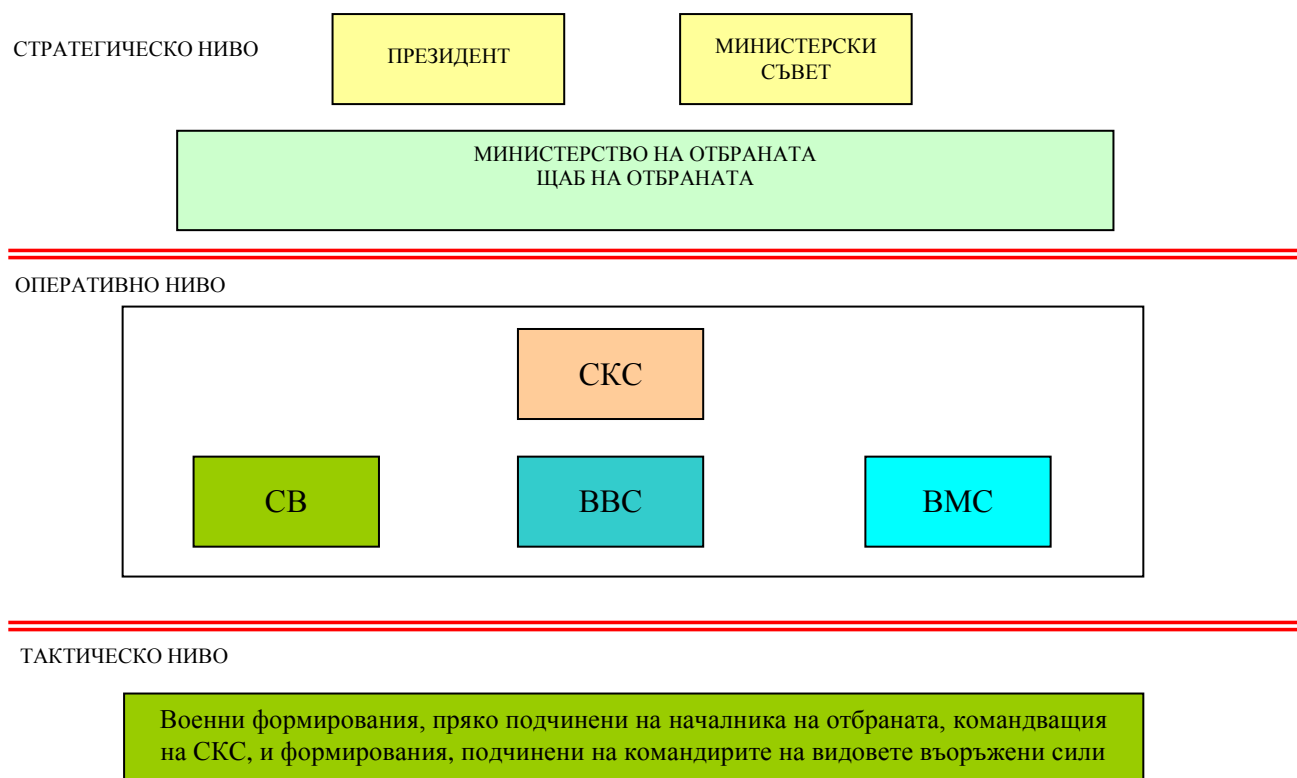 СТРАТЕГИЧЕСКО НИВО
ПРЕЗИДЕНТ
МИНИСТЕРСКИ
СЪВЕТ
МИНИСТЕРСТВО НА ОТБРАНАТА
ЩАБ НА ОТБРАНАТА
ОПЕРАТИВНО НИВО
СКС
СВ
ВВС
ВМС
ТАКТИЧЕСКО НИВО
Военни формирования, пряко подчинени на началника на отбраната, командващия
на СКС, и формирования, подчинени на командирите на видовете въоръжени сили